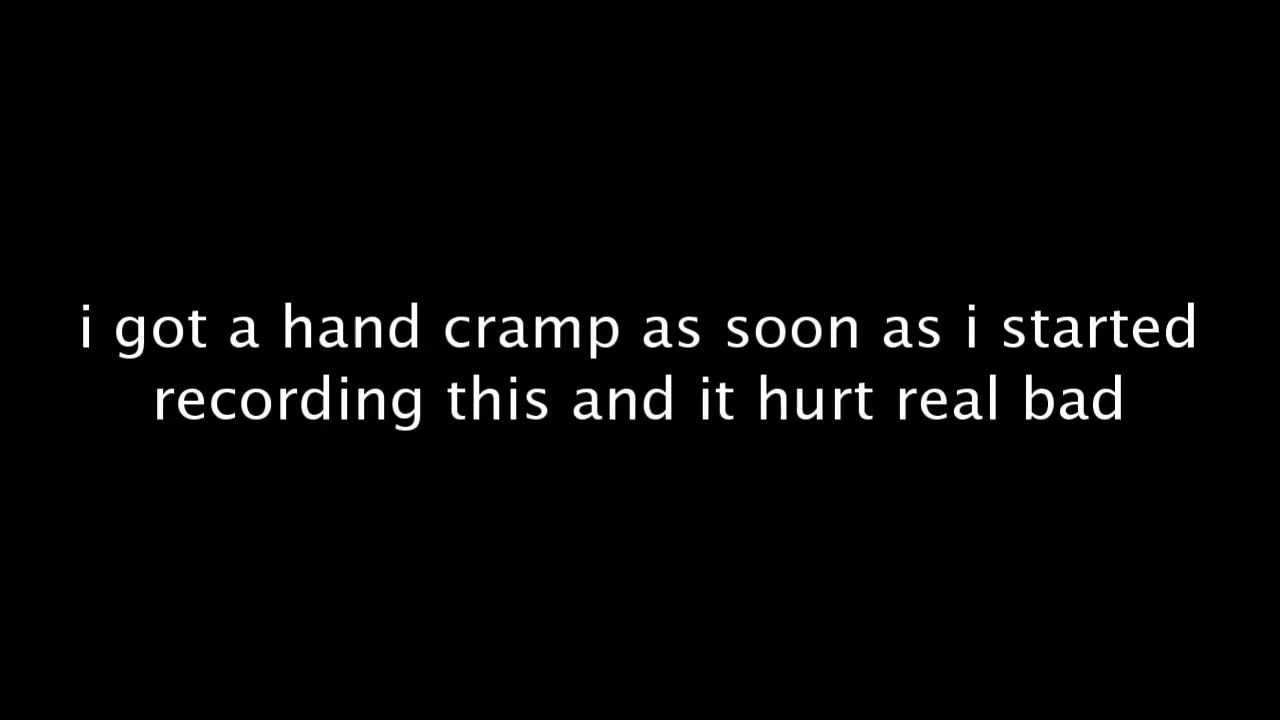 i got a hand cramp as soon as i started
recording this and it hurt real bad